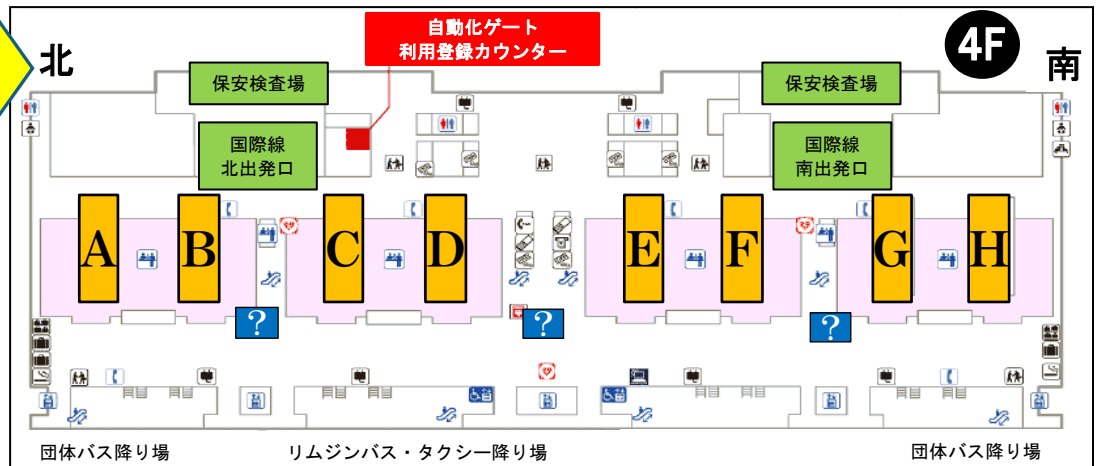 自動化ゲート
利用登録カウンター
4F
北
南
保安検査場
保安検査場
国際線
北出発口
国際線
南出発口
A
B
C
D
E
F
G
H
?
?
?
団体バス降り場
リムジンバス・タクシー降り場
団体バス降り場